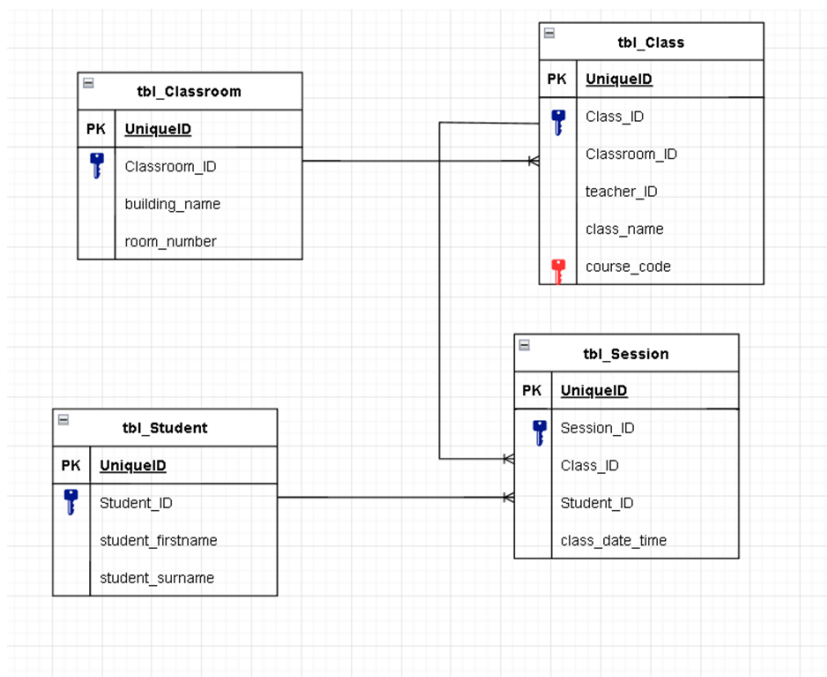 tbl_Classroom
PK UniqueID
Classroom_ID
building_name
room_number
tbl_Class
PK UniqueID
Class_ID
Classroom_ID
teacher_ID
class_name
course_code
tbl_Student
PK UniqueID
Student_ID
student_firstname
student_surname
tbl_Session
PK UniqueID
Session_ID
Class_ID
Student_ID
class_date_time